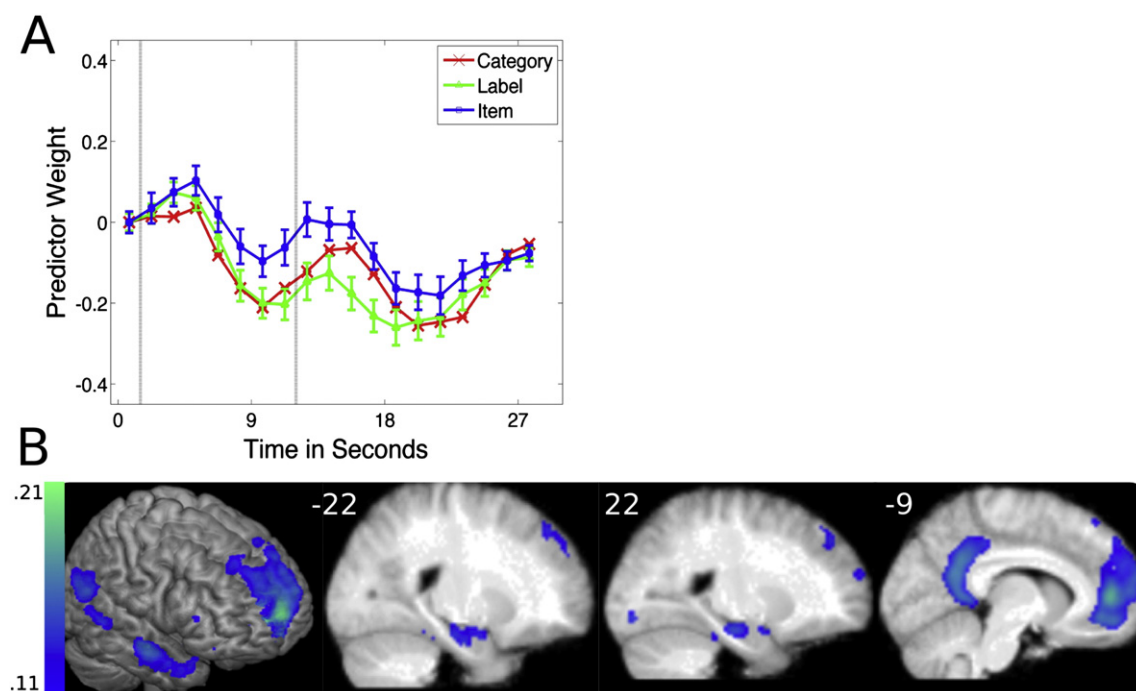 A
0.4
0.2
0
-0.2
-0.4
Predictor Weight
Category
Label
Item
0 9 18 27
Time in Seconds
B
.21
.11
-22
22
-9